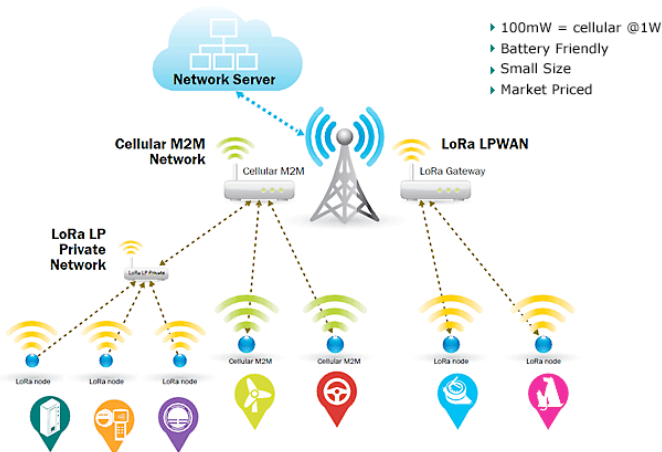 100mW = cellular @1W
Battery Friendly
Small Size
Market Priced
Network Server
Cellular M2M
Network
Cellular M2M
LoRa LPWAN
LoRa Gateway
LoRa LP
Private
Network
LoRa LP Private
LoRa node
LoRa node
LoRa node
Cellular M2M
Cellular M2M
LoRa node
LoRa node